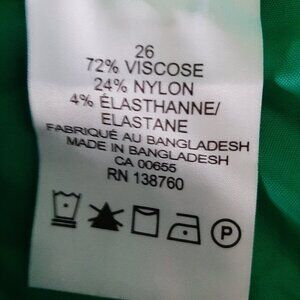 26
72% VISCOSE
24% NYLON
4% ÉLASTHANNE/
ELASTANE
FABRIQUÉ AU BANGLADESH
MADE IN BANGLADESH
CA 00655
RN 138760
P